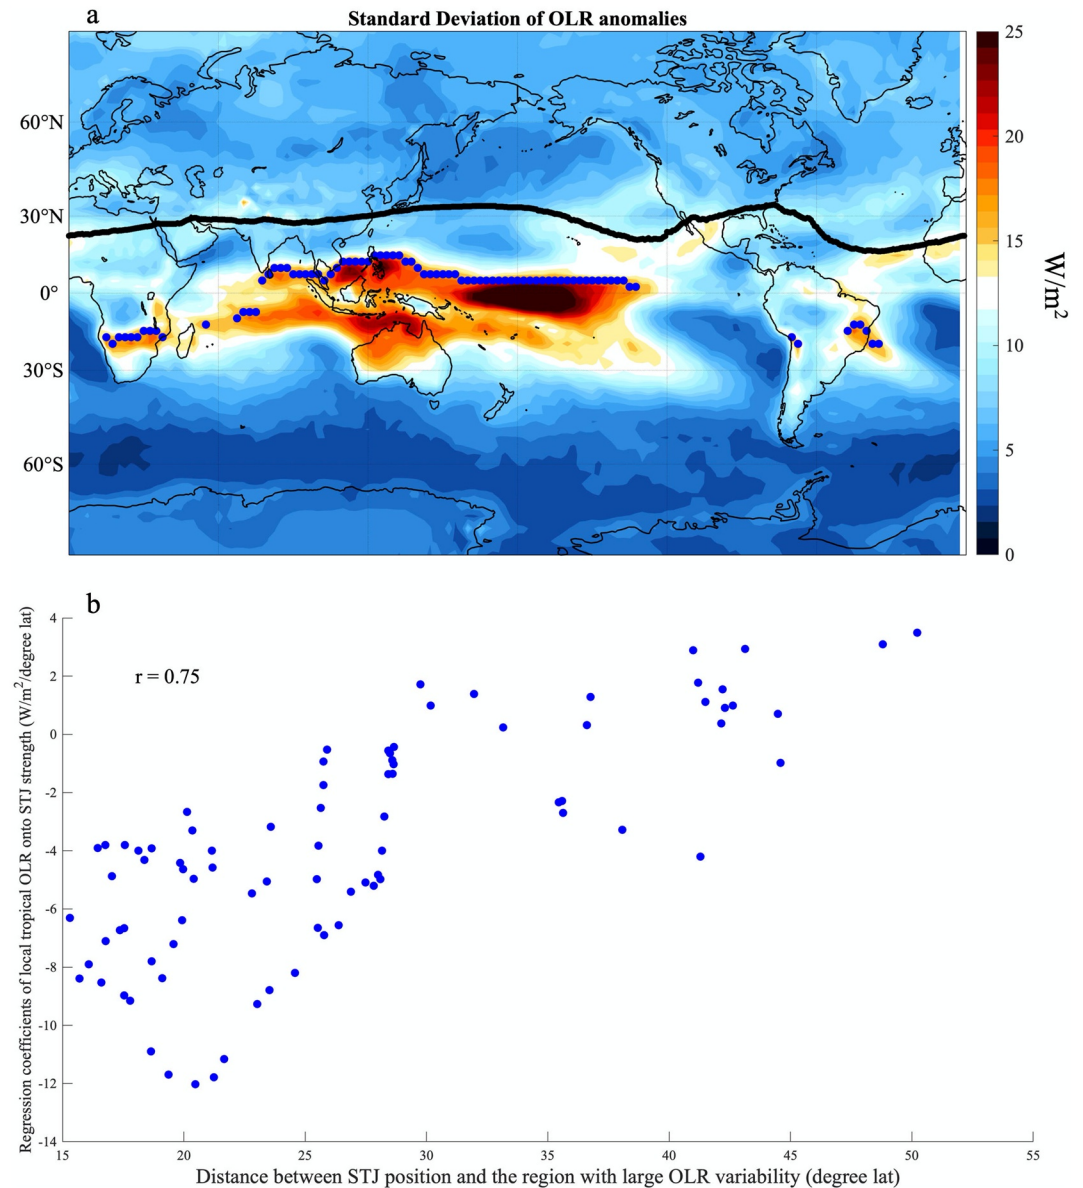 a
Standard Deviation of OLR anomalies
60°N
30°N
0°
30°S
60°S
25
20
15
10
5
0
W/m²
b
r = 0.75
4
2
0
-2
-4
-6
-8
-10
-12
-14
Regression coefficients of local tropical OLR onto STJ strength (W/m²/degree lat)
15 20 25 30 35 40 45 50 55
Distance between STJ position and the region with large OLR variability (degree lat)